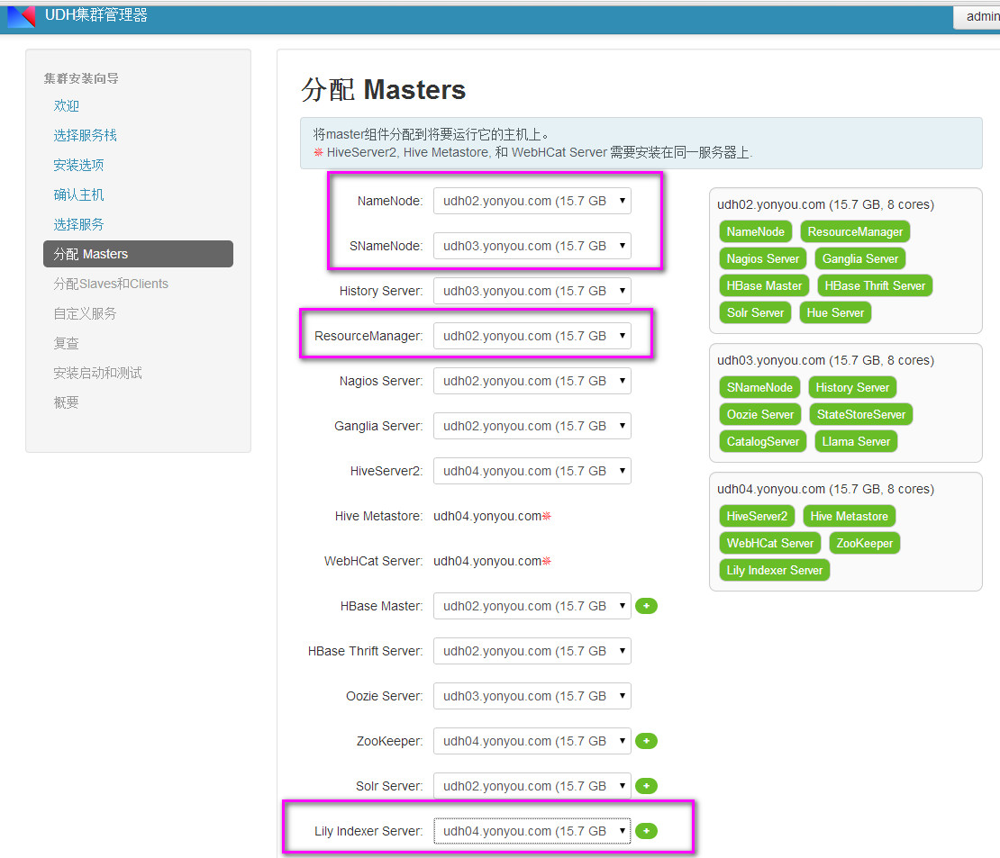 UDH集群管理器
admin
集群安装向导
欢迎
选择服务栈
安装选项
确认主机
选择服务
分配 Masters
分配Slaves和Clients
自定义服务
复查
安装启动和测试
概要
分配 Masters
将master组件分配到将要运行它的主机上。
※ HiveServer2, Hive Metastore, 和 WebHCat Server 需要安装在同一服务器上.
NameNode: udh02.yonyou.com (15.7 GB
SNameNode: udh03.yonyou.com (15.7 GB
History Server: udh03.yonyou.com (15.7 GB
ResourceManager: udh02.yonyou.com (15.7 GB
Nagios Server: udh02.yonyou.com (15.7 GB
Ganglia Server: udh02.yonyou.com (15.7 GB
HiveServer2: udh04.yonyou.com (15.7 GB
Hive Metastore: udh04.yonyou.com※
WebHCat Server: udh04.yonyou.com※
HBase Master: udh02.yonyou.com (15.7 GB +
HBase Thrift Server: udh02.yonyou.com (15.7 GB
Oozie Server: udh03.yonyou.com (15.7 GB
ZooKeeper: udh04.yonyou.com (15.7 GB +
Solr Server: udh02.yonyou.com (15.7 GB +
Lily Indexer Server: udh04.yonyou.com (15.7 GB +
udh02.yonyou.com (15.7 GB, 8 cores)
NameNode ResourceManager
Nagios Server Ganglia Server
HBase Master HBase Thrift Server
Solr Server Hue Server
udh03.yonyou.com (15.7 GB, 8 cores)
SNameNode History Server
Oozie Server StateStoreServer
CatalogServer Llama Server
udh04.yonyou.com (15.7 GB, 8 cores)
HiveServer2 Hive Metastore
WebHCat Server ZooKeeper
Lily Indexer Server